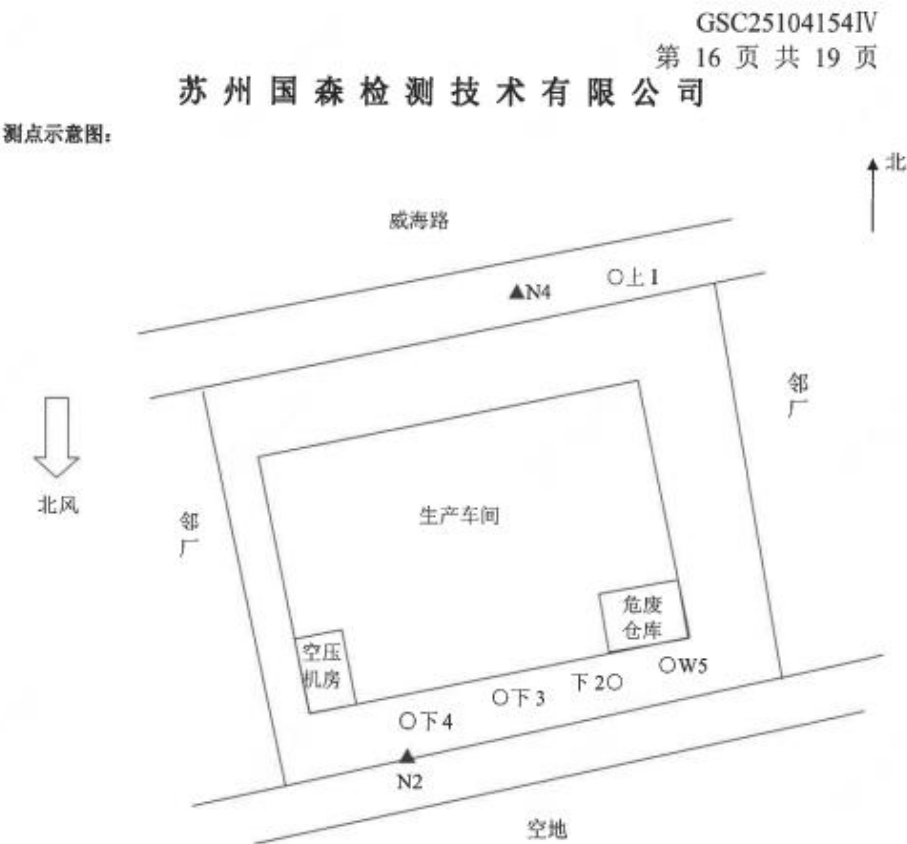 GSC25104154Ⅳ
第 16 页 共 19 页
苏州国森检测技术有限公司
测点示意图：
北
威海路
▲N4
○上 1
邻厂
北风
邻厂
生产车间
危废
仓库
空压
机房
○W5
下 2○
○下 3
○下 4
▲
N2
空地